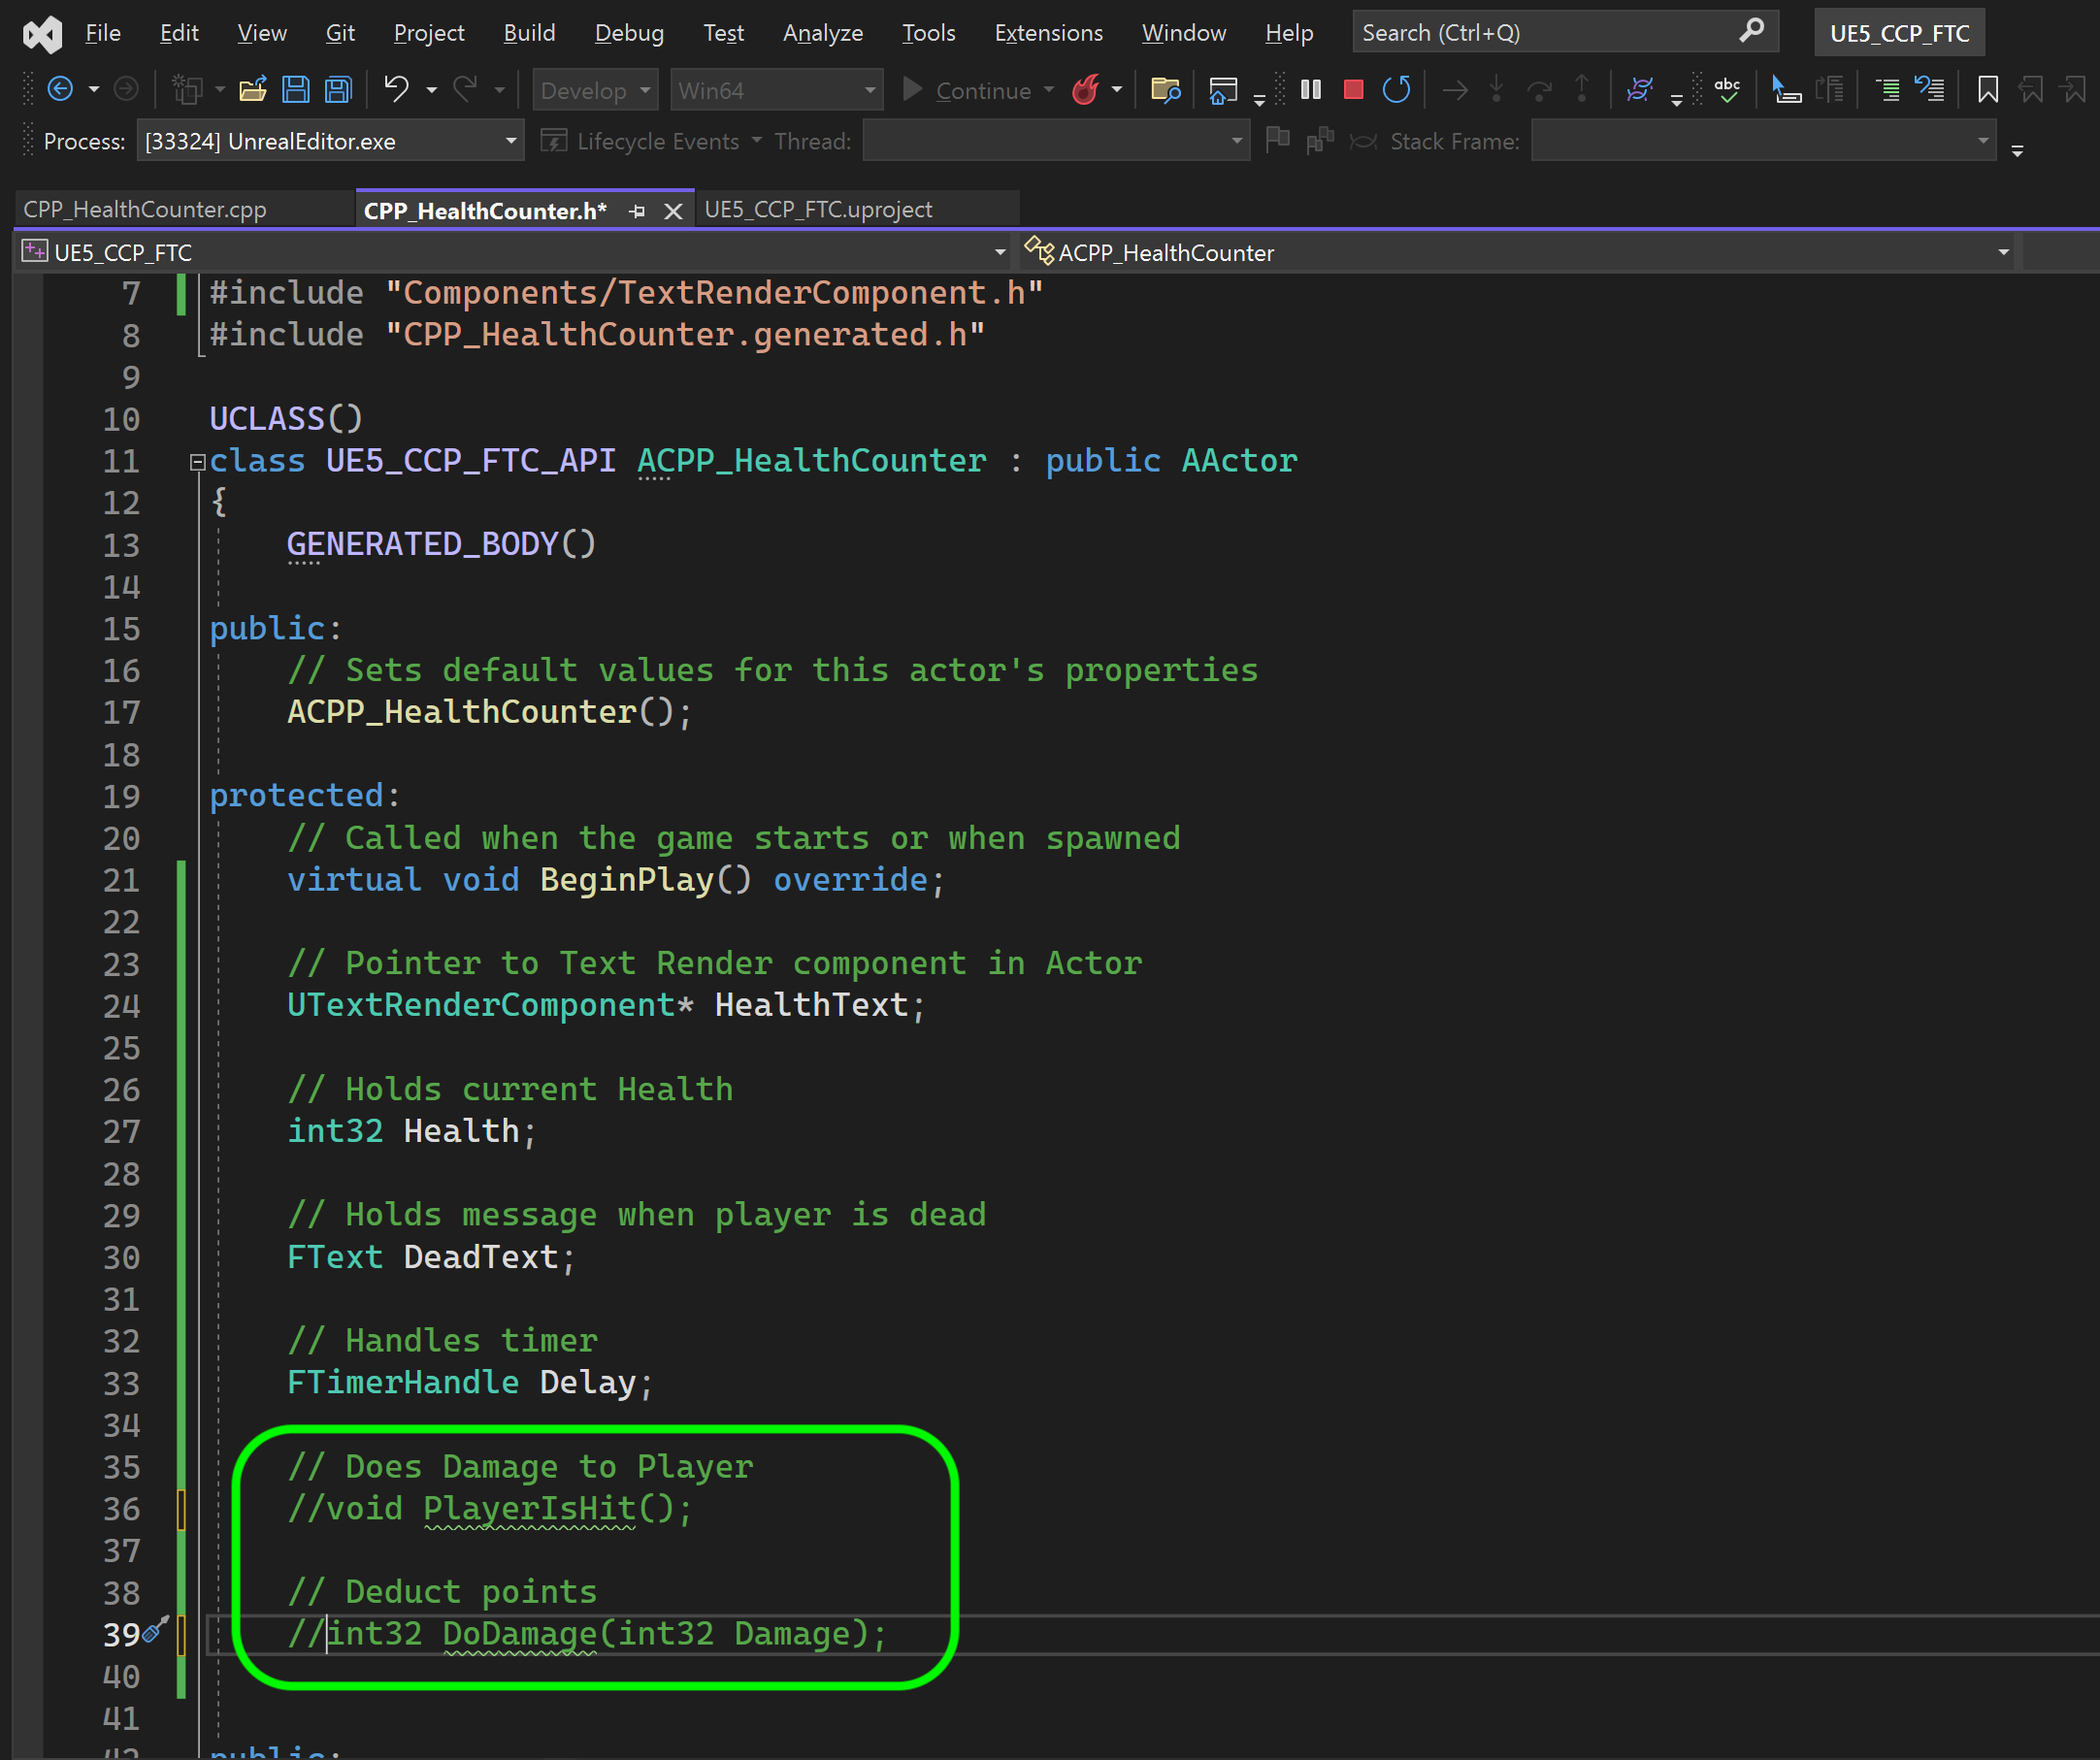 File Edit View Git Project Build Debug Test Analyze Tools Extensions Window Help Search (Ctrl+Q) UE5_CCP_FTC
Develop Win64 Continue abc
Process: [33324] UnrealEditor.exe Lifecycle Events Thread: Stack Frame:
CPP_HealthCounter.cpp CPP_HealthCounter.h* UE5_CCP_FTC.uproject
UE5_CCP_FTC ACPP_HealthCounter
7 #include "Components/TextRenderComponent.h"
8 #include "CPP_HealthCounter.generated.h"
9
10 UCLASS()
11 class UE5_CCP_FTC_API ACPP_HealthCounter : public AActor
12 {
13 GENERATED_BODY()
14
15 public:
16 // Sets default values for this actor's properties
17 ACPP_HealthCounter();
18
19 protected:
20 // Called when the game starts or when spawned
21 virtual void BeginPlay() override;
22
23 // Pointer to Text Render component in Actor
24 UTextRenderComponent* HealthText;
25
26 // Holds current Health
27 int32 Health;
28
29 // Holds message when player is dead
30 FText DeadText;
31
32 // Handles timer
33 FTimerHandle Delay;
34
35 // Does Damage to Player
36 //void PlayerIsHit();
37
38 // Deduct points
39 //int32 DoDamage(int32 Damage);
40
41
42 public: